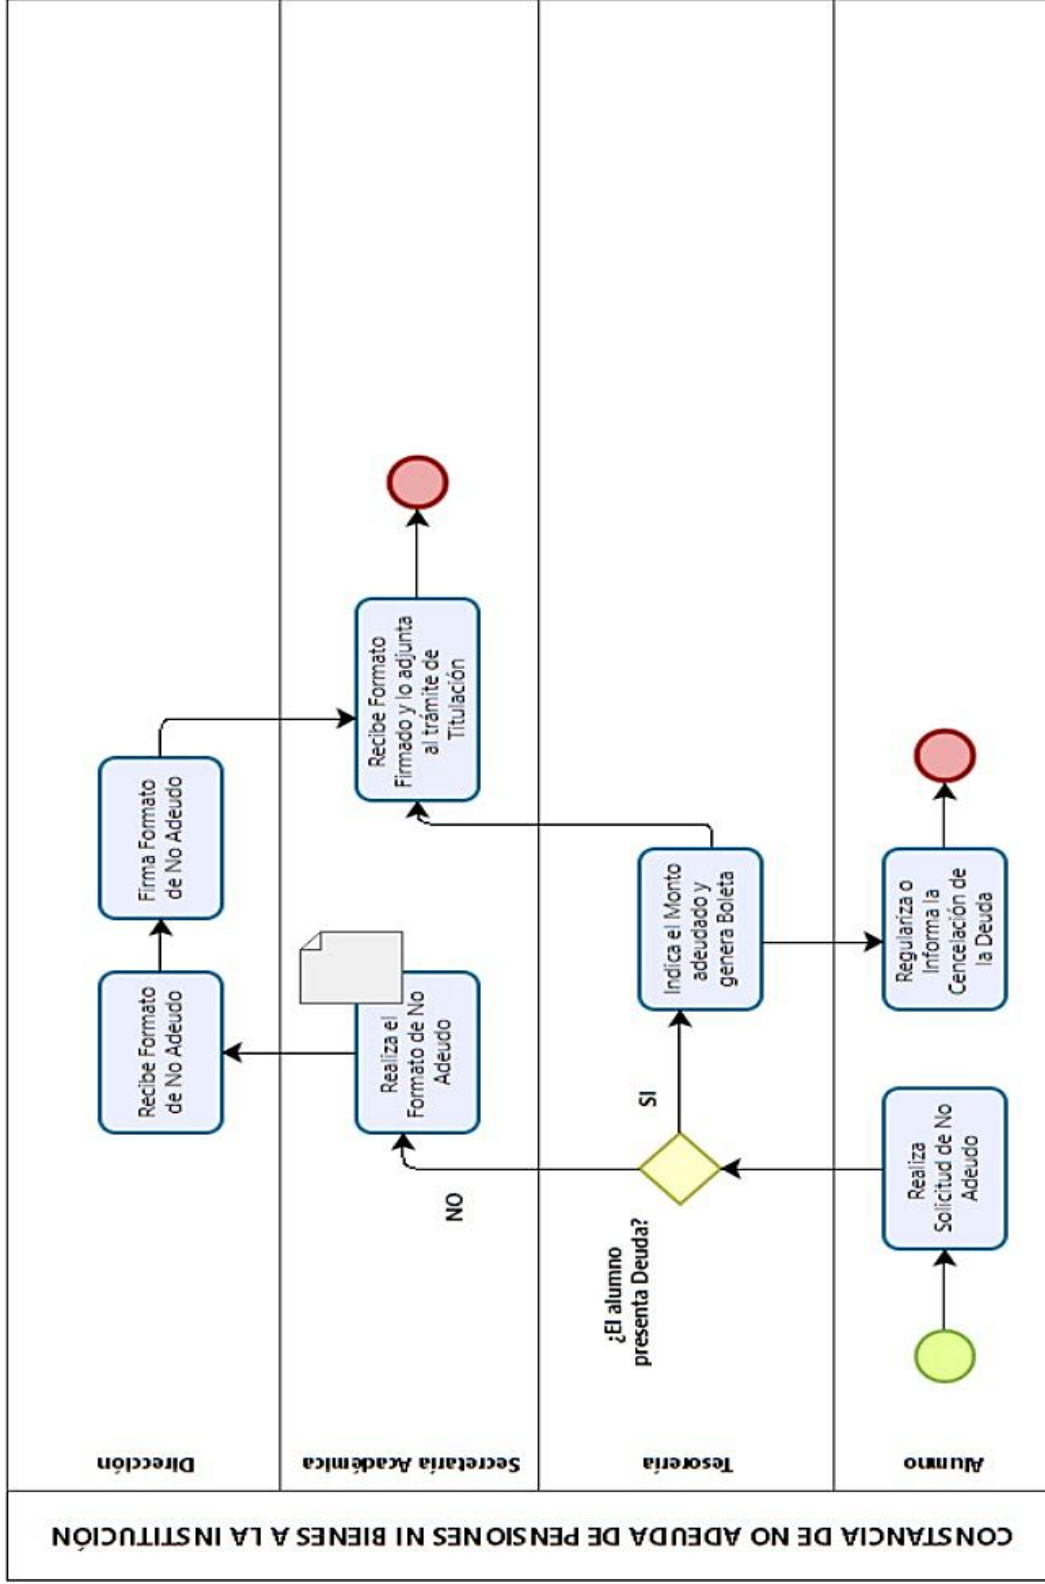 CONSTANCIA DE NO ADEUDA DE PENSIONES NI BIENES A LA INSTITUCIÓN
Dirección
Recibe Formato
de No Adeudo
Firma Formato
de No Adeudo
Secretaría Académica
NO
Realiza el
Formato de No
Adeudo
Recibe Formato
Firmado y lo adjunta
al trámite de
Titulación
Tesorería
¿El alumno
presenta Deuda?
SI
Indica el Monto
adeudado y
genera Boleta
Alumno
Realiza
Solicitud de No
Adeudo
Regulariza o
Informa la
Cencelación de
la Deuda